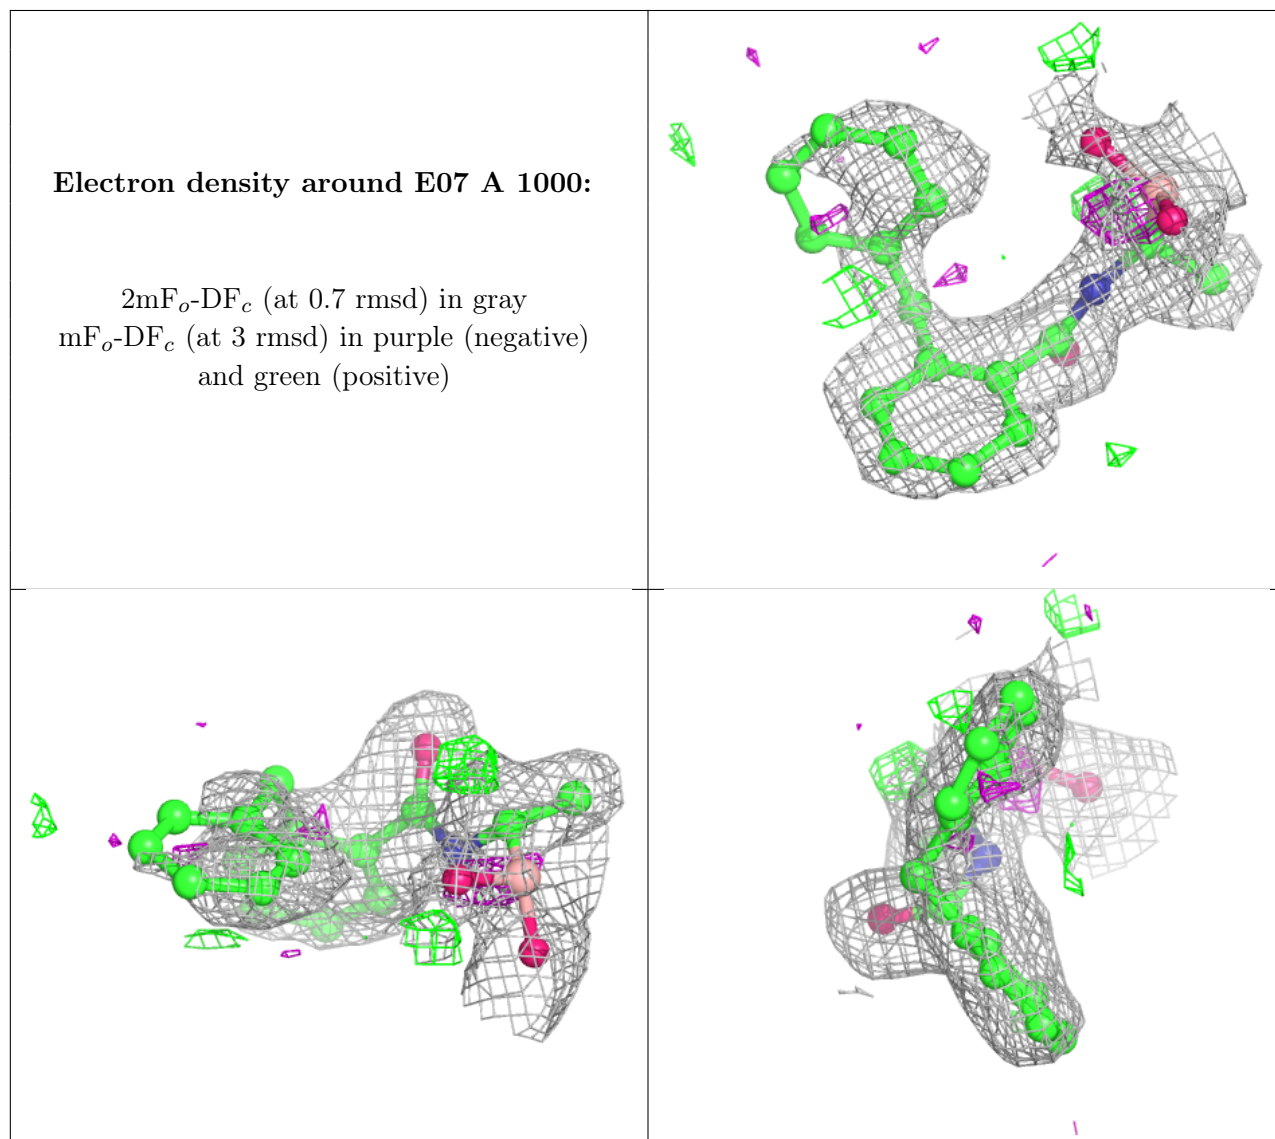 Electron density around E07 A 1000:
2mFₒ-DF𝑐 (at 0.7 rmsd) in gray
mFₒ-DF𝑐 (at 3 rmsd) in purple (negative)
and green (positive)